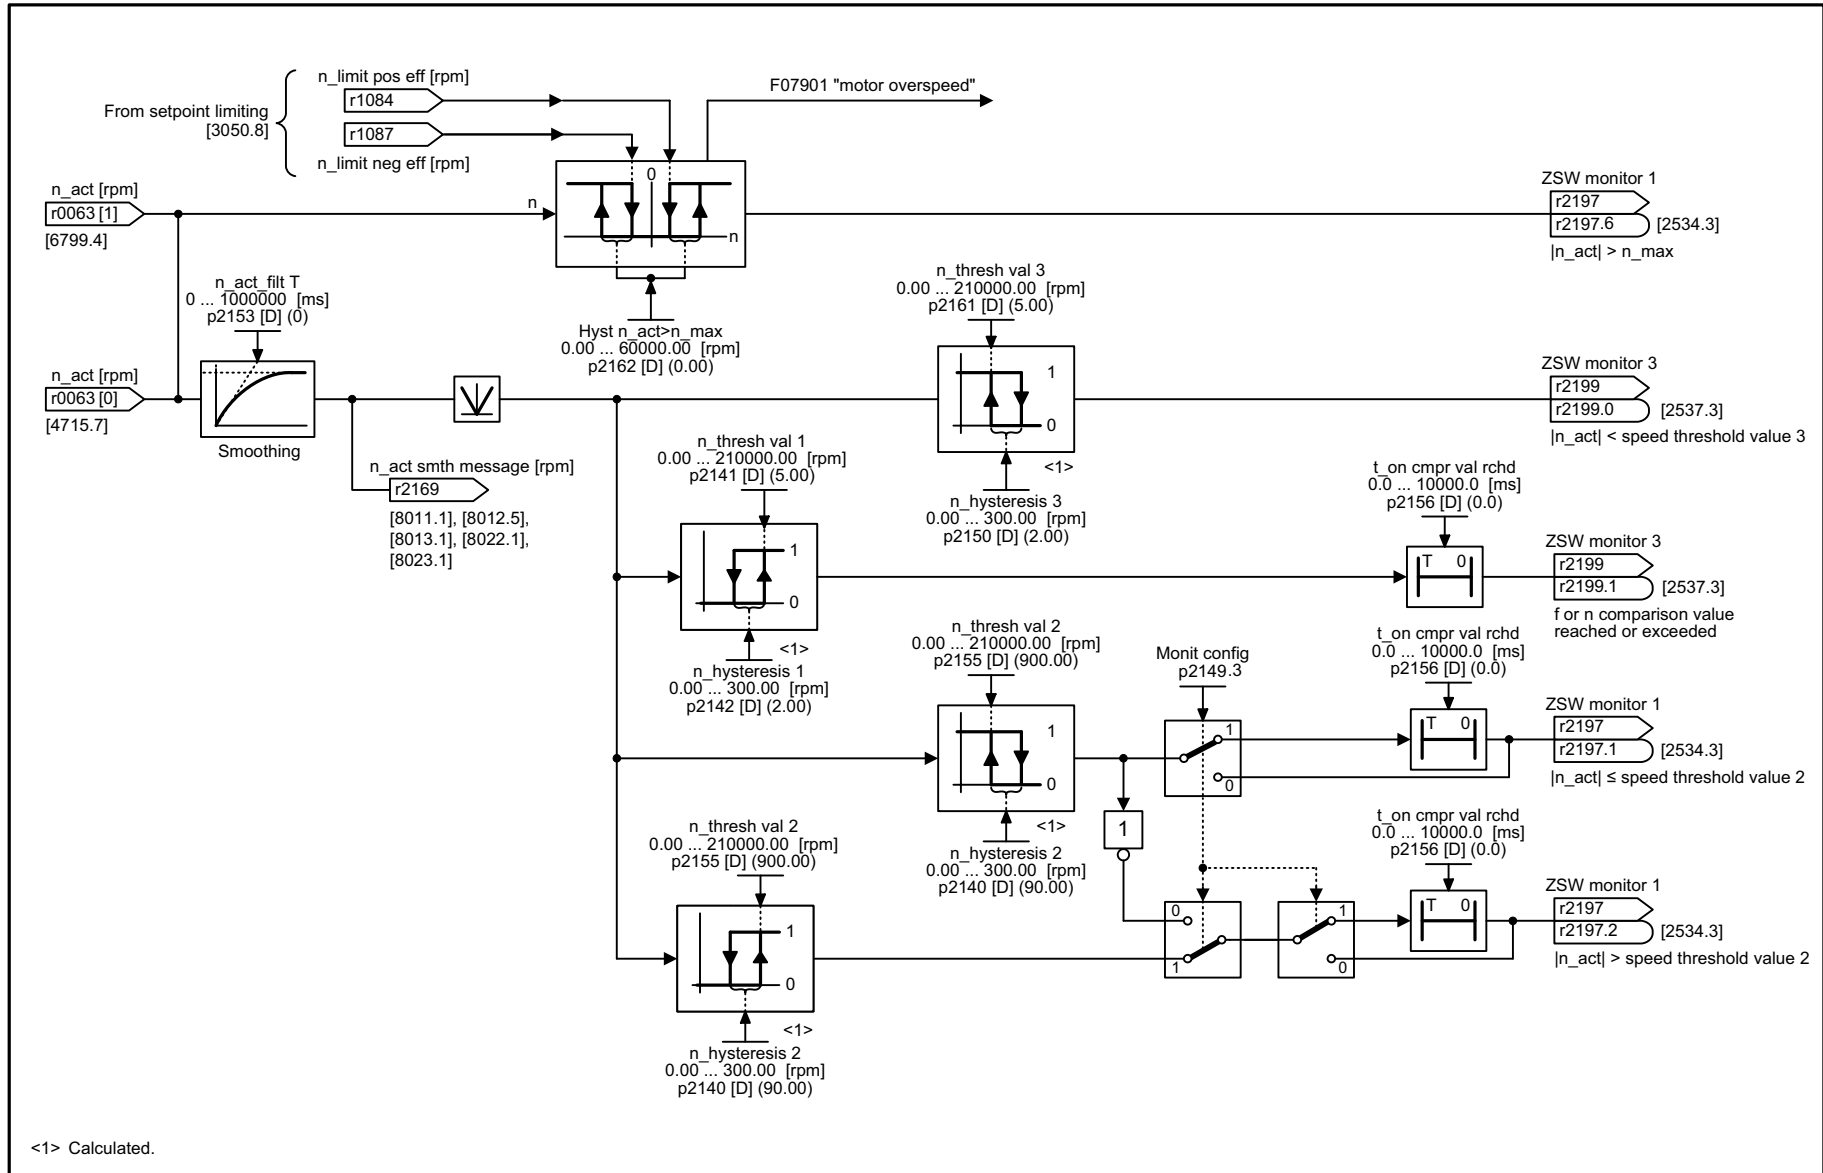 n_limit pos eff [rpm]
r1084
From setpoint limiting
[3050.8]
r1087
n_limit neg eff [rpm]
F07901 "motor overspeed"
n_act [rpm]
r0063 [1]
[6799.4]
n
0
n
ZSW monitor 1
r2197
r2197.6
[2534.3]
|n_act| > n_max
Hyst n_act>n_max
0.00 ... 60000.00 [rpm]
p2162 [D] (0.00)
n_act_filt T
0 ... 1000000 [ms]
p2153 [D] (0)
n_act [rpm]
r0063 [0]
[4715.7]
Smoothing
n_act smth message [rpm]
r2169
[8011.1], [8012.5],
[8013.1], [8022.1],
[8023.1]
n_thresh val 3
0.00 ... 210000.00 [rpm]
p2161 [D] (5.00)
1
0
<1>
n_hysteresis 3
0.00 ... 300.00 [rpm]
p2150 [D] (2.00)
ZSW monitor 3
r2199
r2199.0
[2537.3]
|n_act| < speed threshold value 3
n_thresh val 1
0.00 ... 210000.00 [rpm]
p2141 [D] (5.00)
1
0
<1>
n_hysteresis 1
0.00 ... 300.00 [rpm]
p2142 [D] (2.00)
t_on cmpr val rchd
0.0 ... 10000.0 [ms]
p2156 [D] (0.0)
T 0
ZSW monitor 3
r2199
r2199.1
[2537.3]
f or n comparison value
reached or exceeded
n_thresh val 2
0.00 ... 210000.00 [rpm]
p2155 [D] (900.00)
1
0
<1>
n_hysteresis 2
0.00 ... 300.00 [rpm]
p2140 [D] (90.00)
Monit config
p2149.3
1
0
1
t_on cmpr val rchd
0.0 ... 10000.0 [ms]
p2156 [D] (0.0)
T 0
ZSW monitor 1
r2197
r2197.1
[2534.3]
|n_act| ≤ speed threshold value 2
n_thresh val 2
0.00 ... 210000.00 [rpm]
p2155 [D] (900.00)
1
0
<1>
n_hysteresis 2
0.00 ... 300.00 [rpm]
p2140 [D] (90.00)
0
1
1
0
t_on cmpr val rchd
0.0 ... 10000.0 [ms]
p2156 [D] (0.0)
T 0
ZSW monitor 1
r2197
r2197.2
[2534.3]
|n_act| > speed threshold value 2
<1> Calculated.